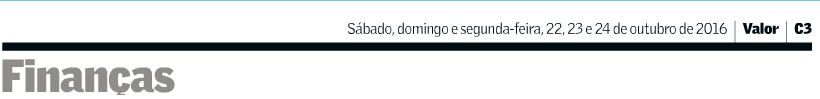 Sábado, domingo e segunda-feira, 22, 23 e 24 de outubro de 2016 | Valor | C3
Finanças